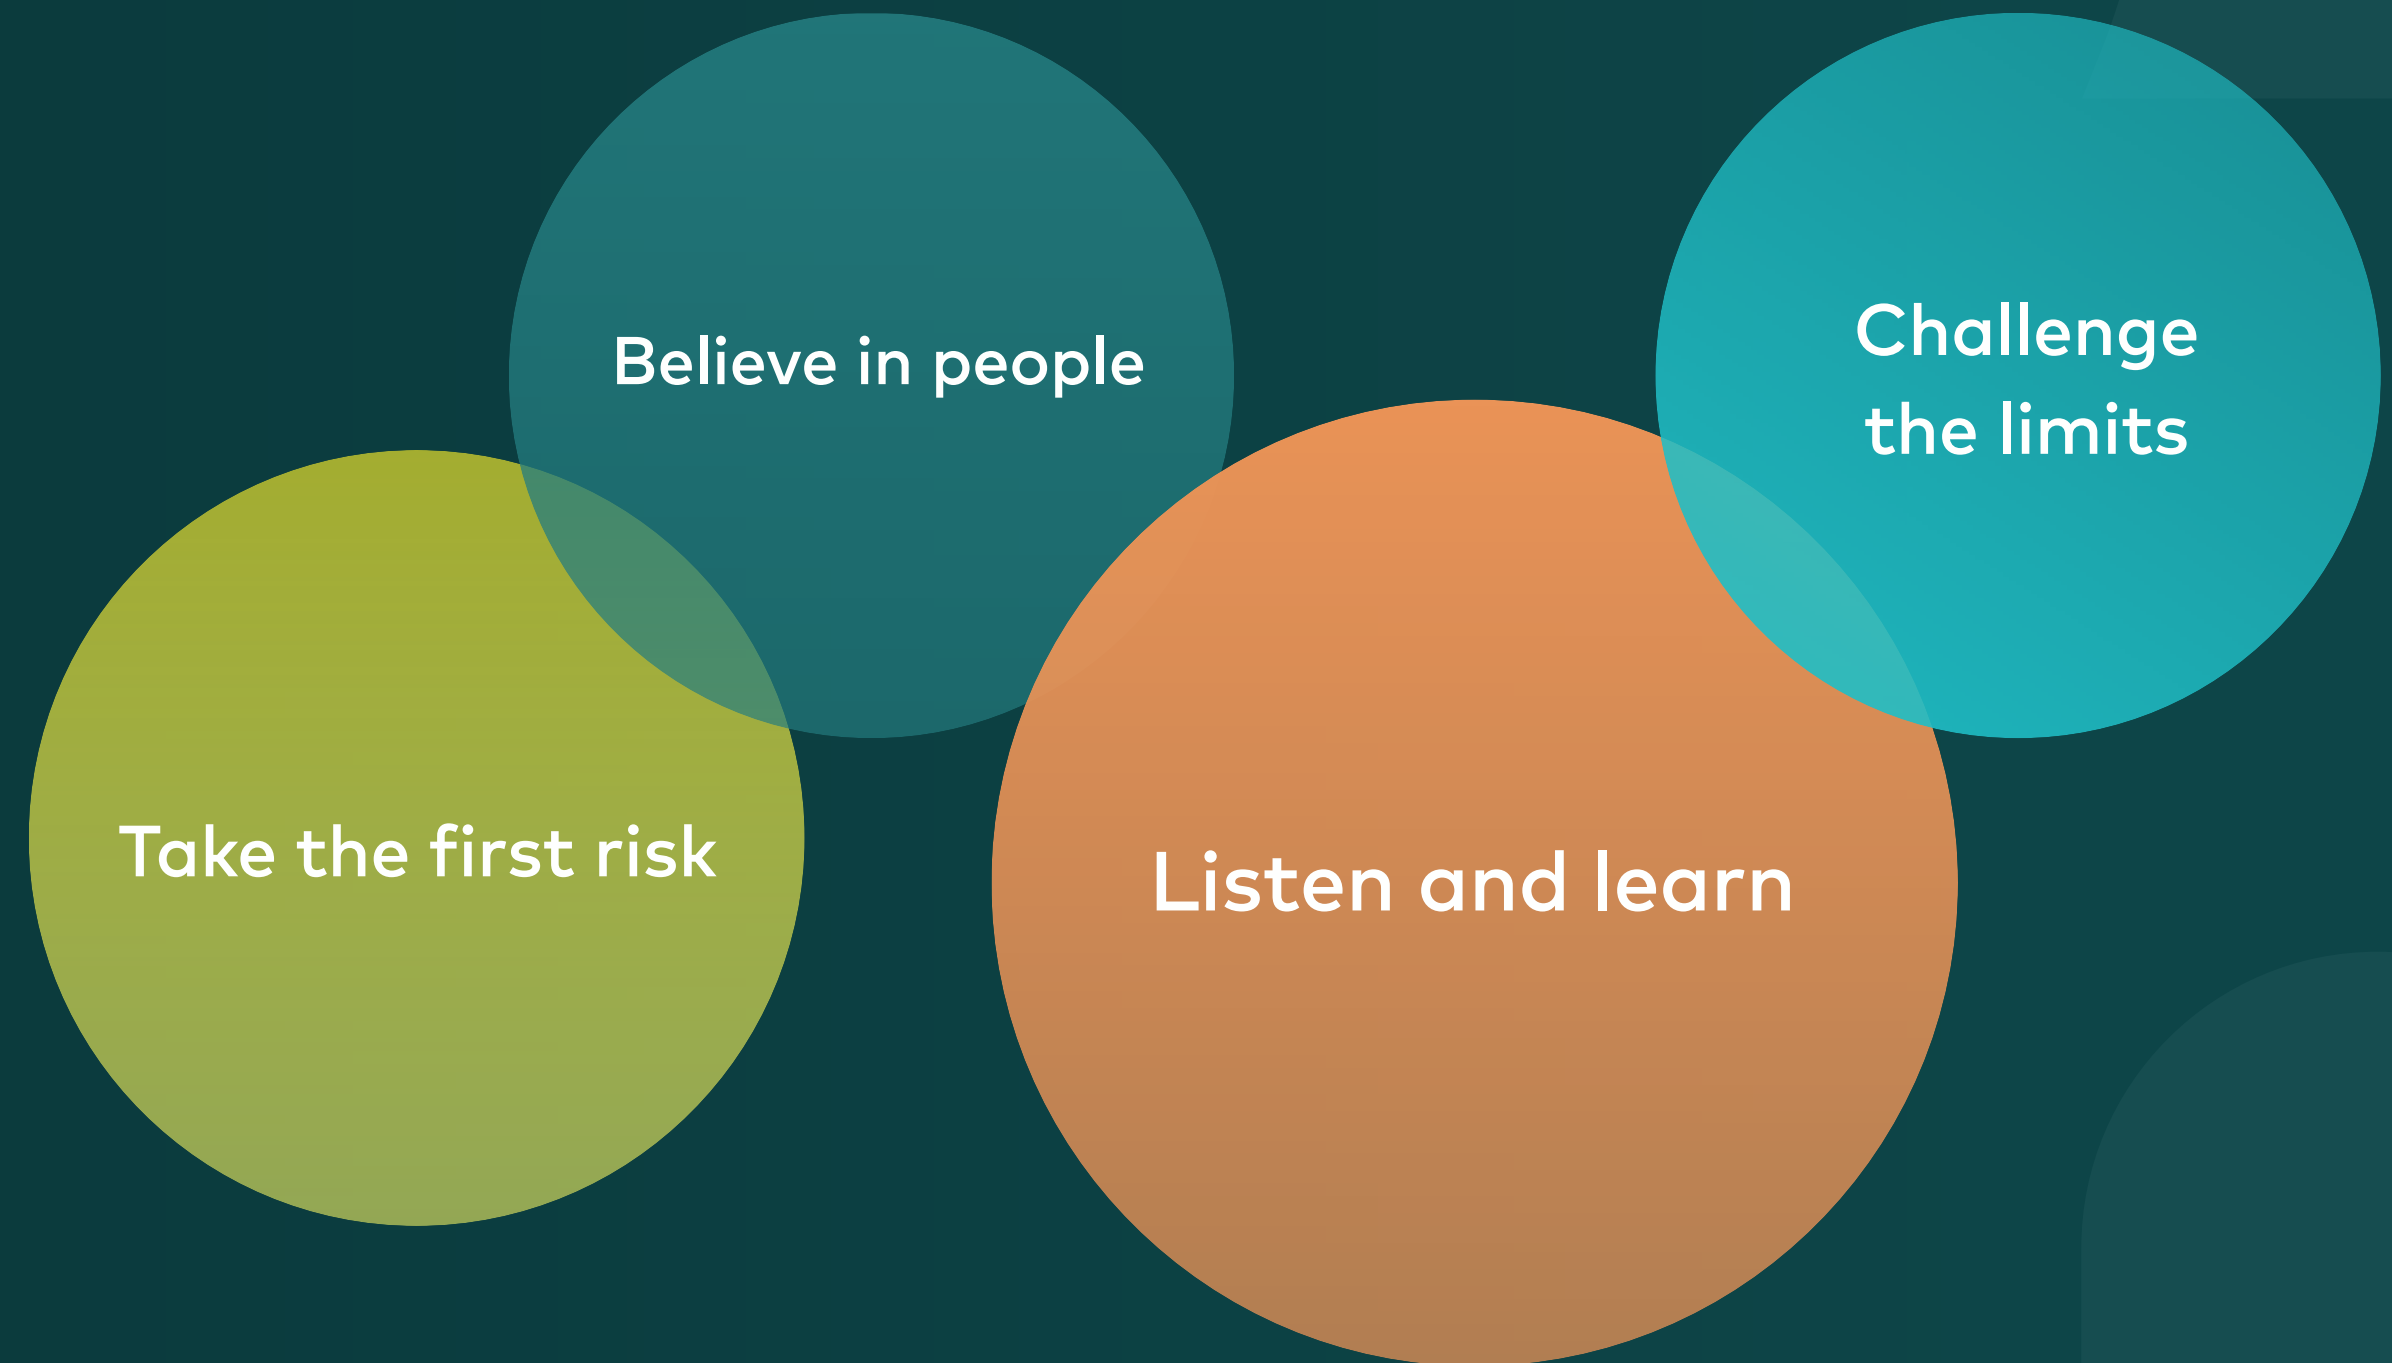 Believe in people
Challenge
the limits
Take the first risk
Listen and learn